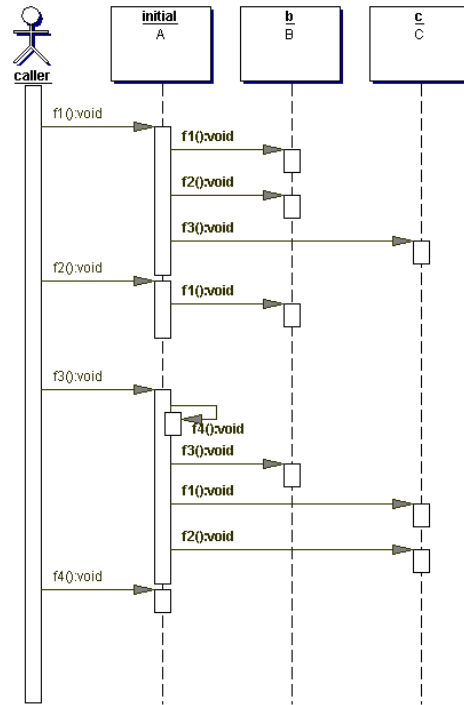 initial
A
b
B
c
C
caller
f1():void
f1():void
f2():void
f3():void
f2():void
f1():void
f3():void
f4():void
f3():void
f1():void
f2():void
f4():void